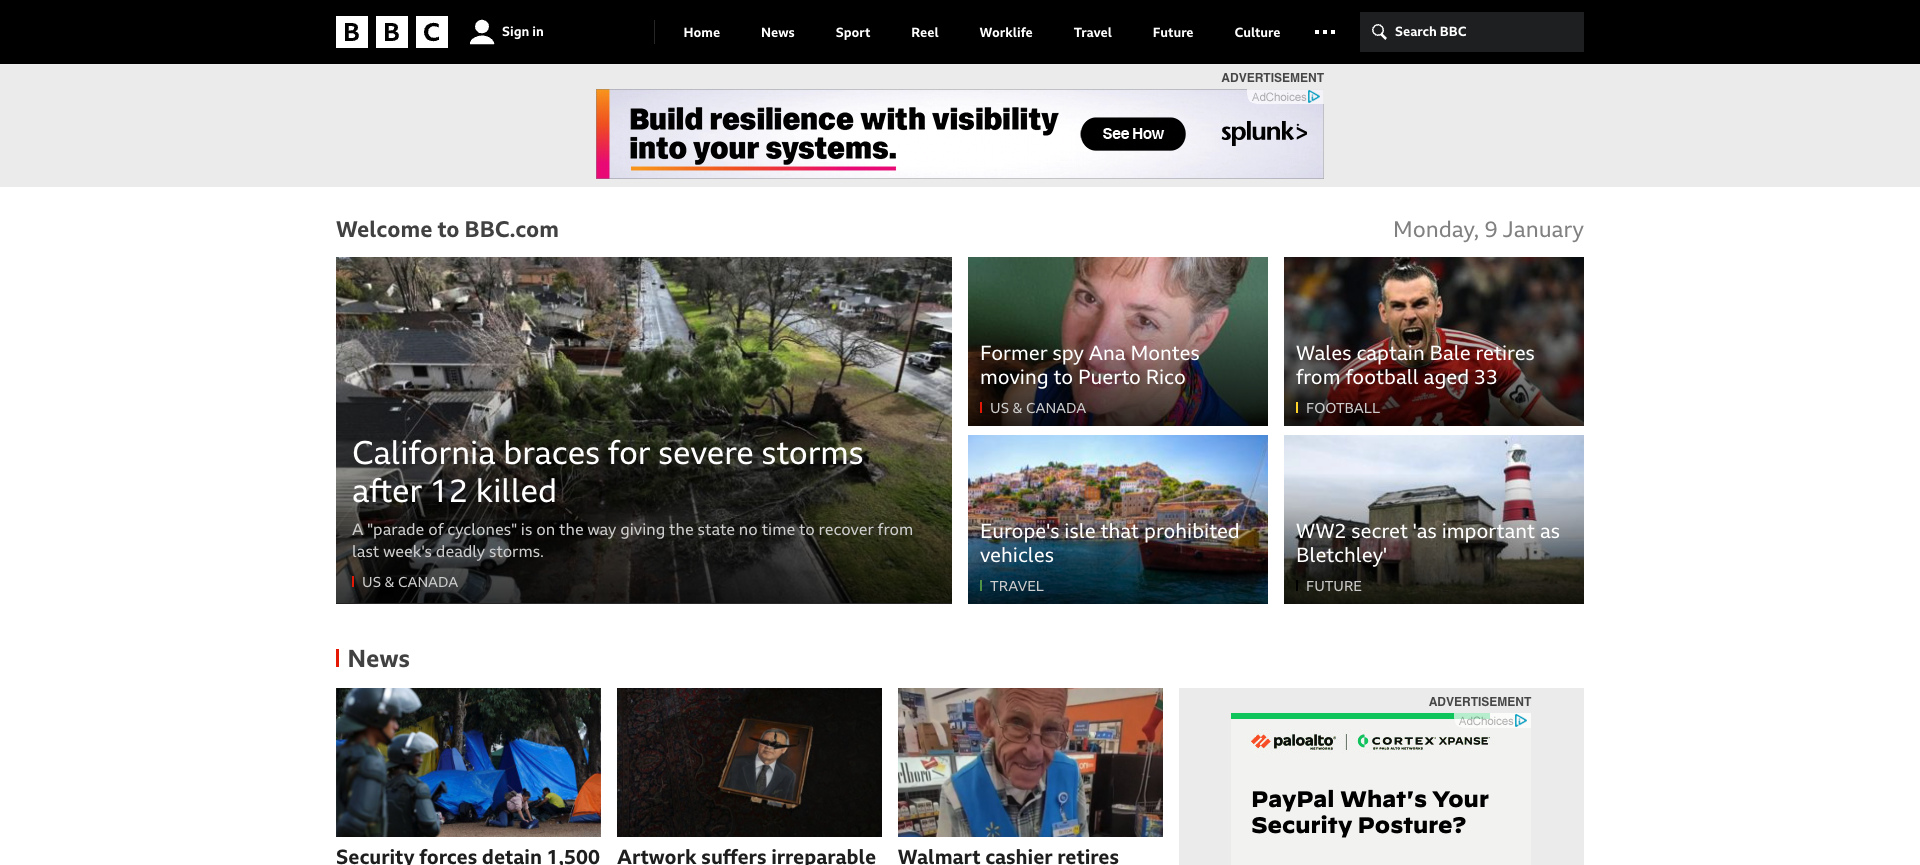 BBC
Sign in
Home
News
Sport
Reel
Worklife
Travel
Future
Culture
Search BBC
ADVERTISEMENT
AdChoices
Build resilience with visibility
into your systems.
See How
splunk>
Welcome to BBC.com
Monday, 9 January
California braces for severe storms
after 12 killed
A "parade of cyclones" is on the way giving the state no time to recover from
last week's deadly storms.
US & CANADA
Former spy Ana Montes
moving to Puerto Rico
US & CANADA
Wales captain Bale retires
from football aged 33
FOOTBALL
Europe's isle that prohibited
vehicles
TRAVEL
WW2 secret 'as important as
Bletchley'
FUTURE
News
Security forces detain 1,500
Artwork suffers irreparable
Walmart cashier retires
ADVERTISEMENT
AdChoices
paloalto
NETWORKS
CORTEX XPANSE
BY PALO ALTO NETWORKS
PayPal What's Your
Security Posture?